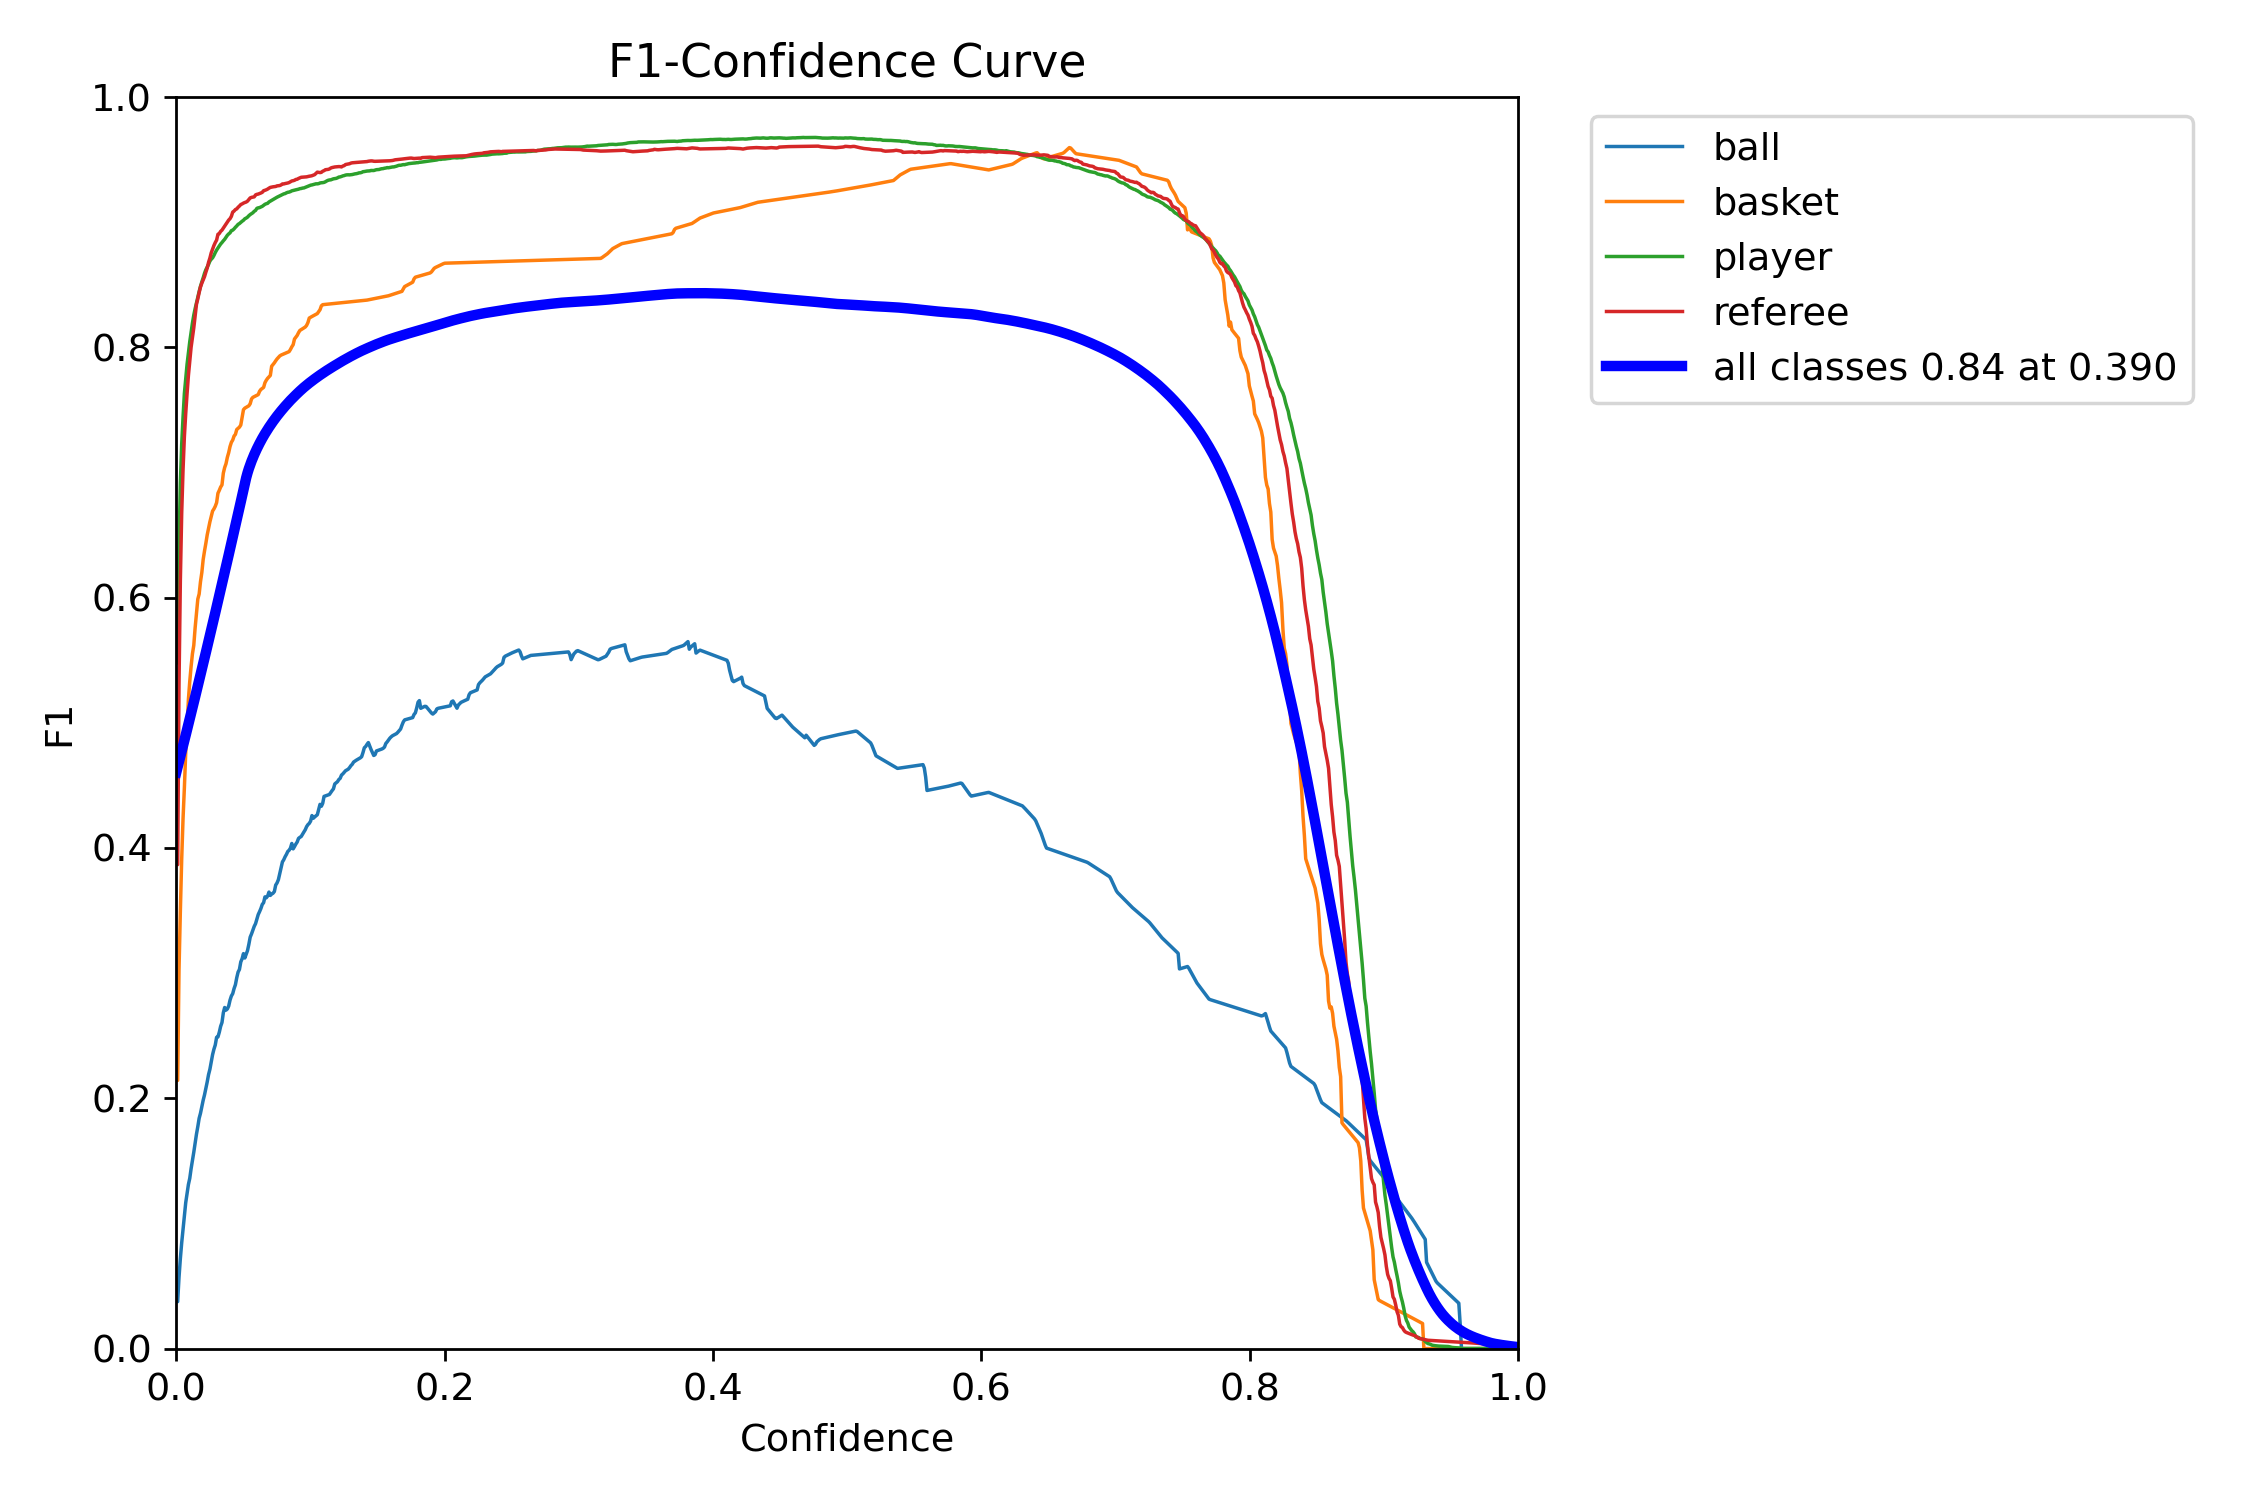 F1-Confidence Curve
1.0
0.8
0.6
0.4
0.2
0.0
F1
0.0 0.2 0.4 0.6 0.8 1.0
Confidence
ball
basket
player
referee
all classes 0.84 at 0.390